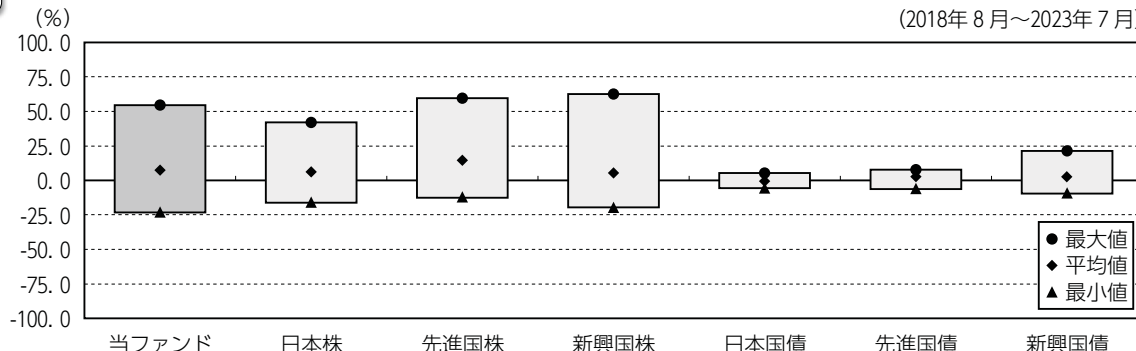 (%)
(2018年8月~2023年7月)
100.0
75.0
50.0
25.0
0.0
-25.0
-50.0
-75.0
-100.0
● 最大値
◆ 平均値
▲ 最小値
当ファンド 日本株 先進国株 新興国株 日本国債 先進国債 新興国債